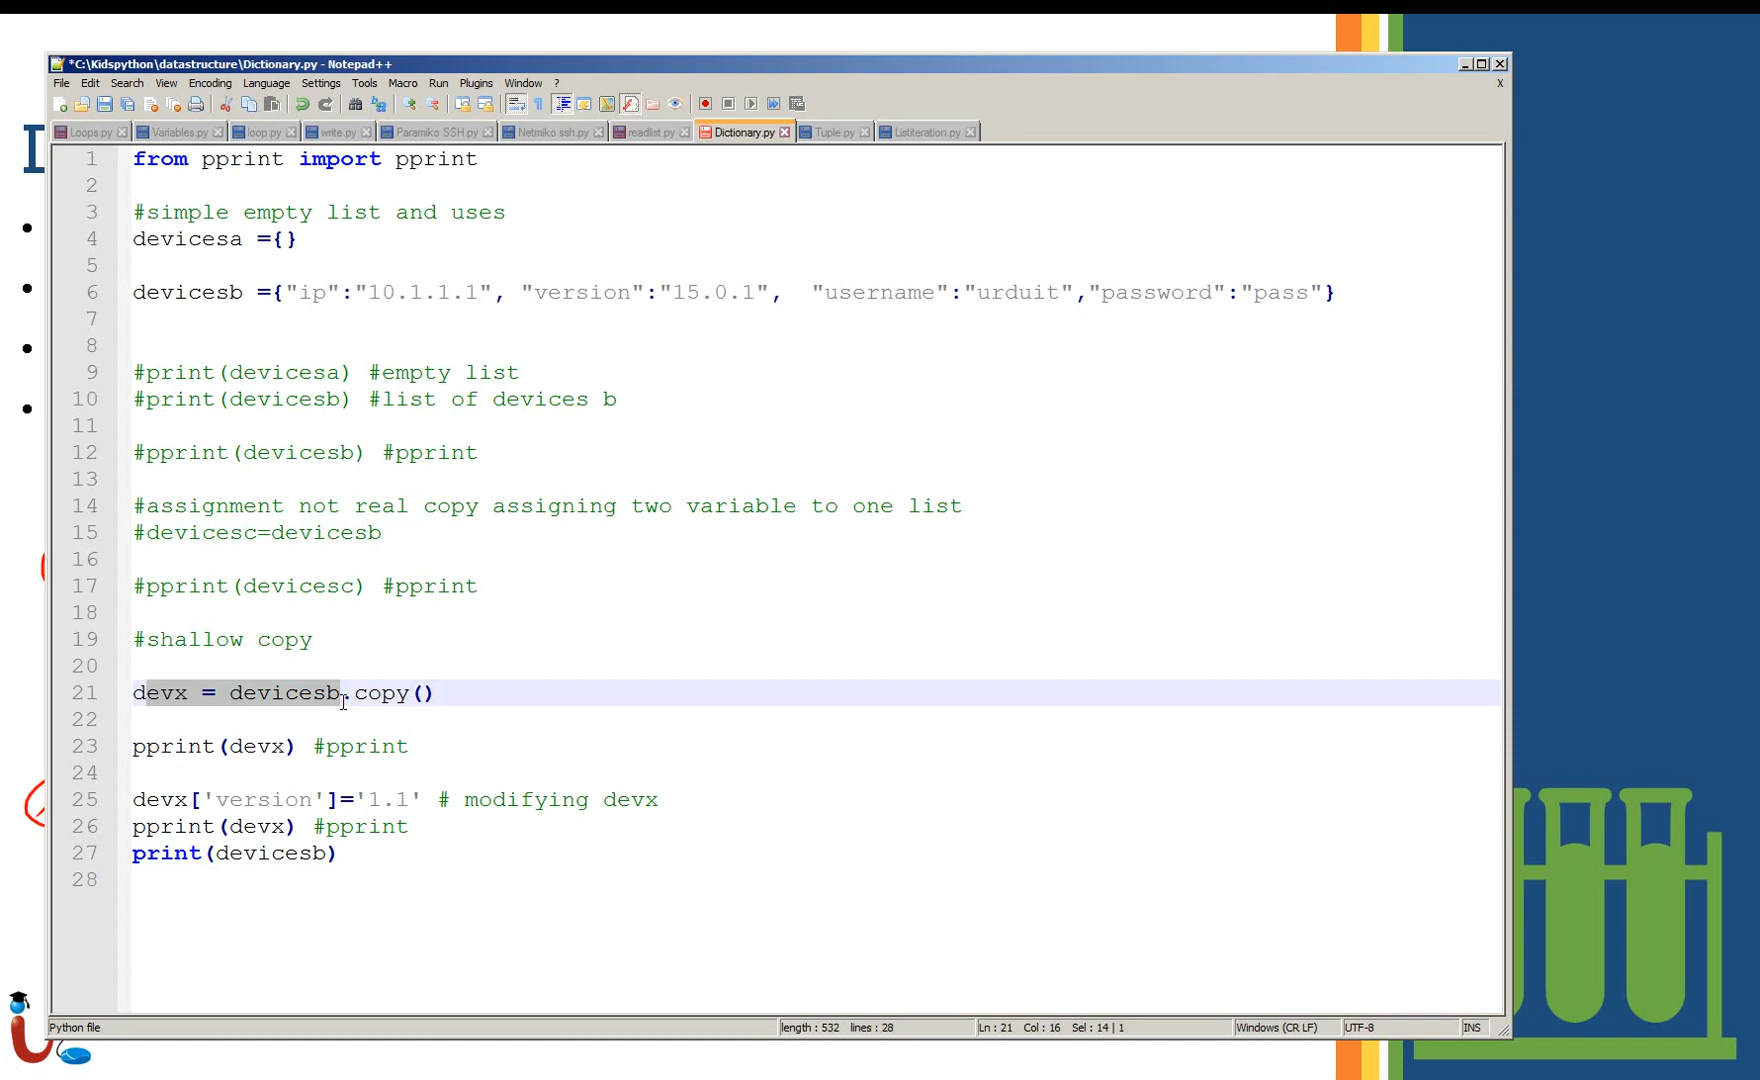 *C:\Kidspython\datastructure\Dictionary.py - Notepad++
File Edit Search View Encoding Language Settings Tools Macro Run Plugins Window ?
X
Loops.py Variables.py loop.py write.py Paramiko SSH.py Netmiko ssh.py readlist.py Dictionary.py Tuple.py Listiteration.py
1 from pprint import pprint
2
3 #simple empty list and uses
4 devicesa ={}
5
6 devicesb ={"ip":"10.1.1.1", "version":"15.0.1",  "username":"urduit","password":"pass"}
7
8
9 #print(devicesa) #empty list
10 #print(devicesb) #list of devices b
11
12 #pprint(devicesb) #pprint
13
14 #assignment not real copy assigning two variable to one list
15 #devicesc=devicesb
16
17 #pprint(devicesc) #pprint
18
19 #shallow copy
20
21 devx = devicesb.copy()
22
23 pprint(devx) #pprint
24
25 devx['version']='1.1' # modifying devx
26 pprint(devx) #pprint
27 print(devicesb)
28
Python file length : 532 lines : 28 Ln : 21 Col : 16 Sel : 14 | 1 Windows (CR LF) UTF-8 INS